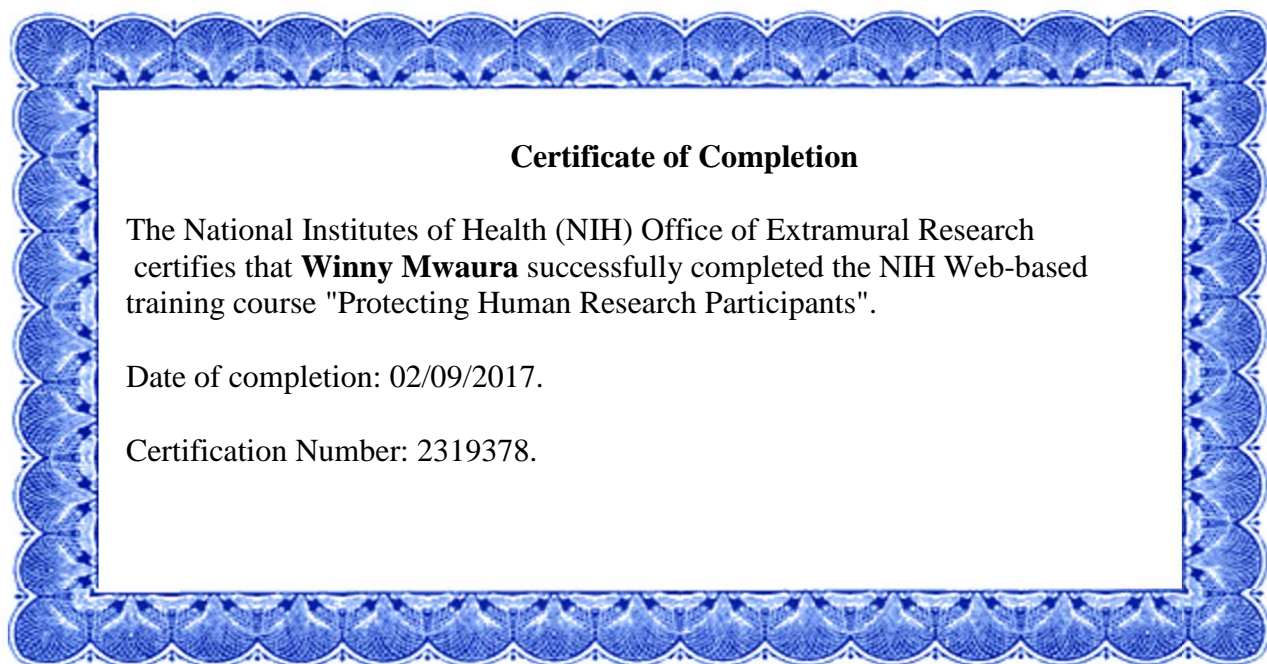 Certificate of Completion
The National Institutes of Health (NIH) Office of Extramural Research
certifies that Winny Mwaura successfully completed the NIH Web-based
training course "Protecting Human Research Participants".
Date of completion: 02/09/2017.
Certification Number: 2319378.